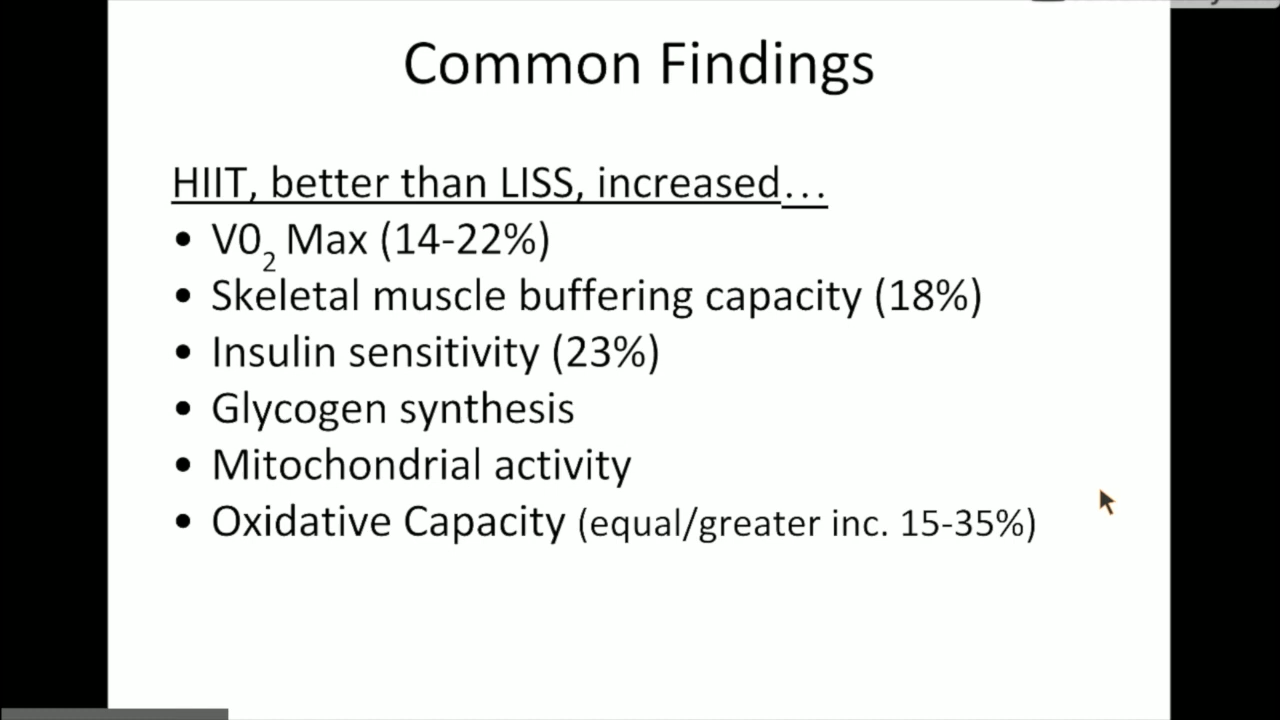 Common Findings
HIIT, better than LISS, increased...
• V0₂ Max (14-22%)
• Skeletal muscle buffering capacity (18%)
• Insulin sensitivity (23%)
• Glycogen synthesis
• Mitochondrial activity
• Oxidative Capacity (equal/greater inc. 15-35%)